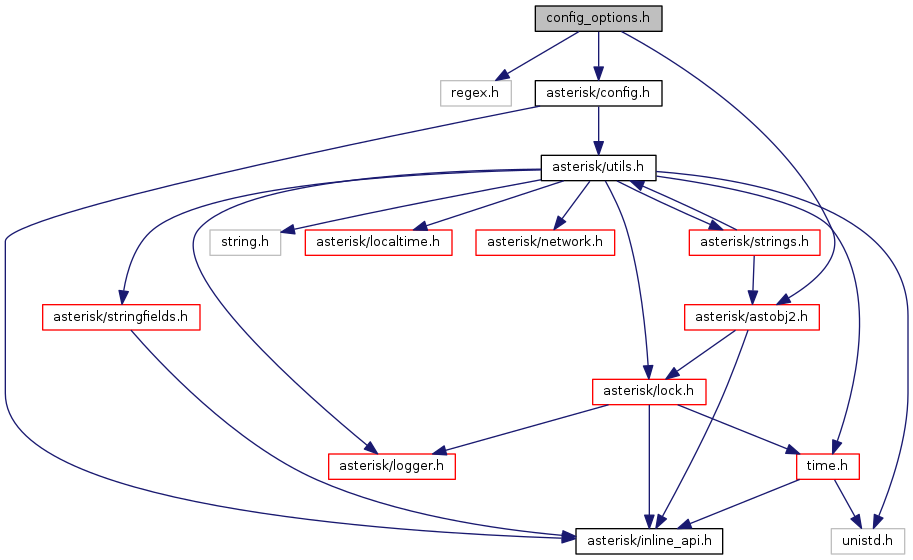 config_options.h
regex.h
asterisk/config.h
asterisk/utils.h
string.h
asterisk/localtime.h
asterisk/network.h
asterisk/strings.h
asterisk/stringfields.h
asterisk/astobj2.h
asterisk/lock.h
asterisk/logger.h
time.h
asterisk/inline_api.h
unistd.h